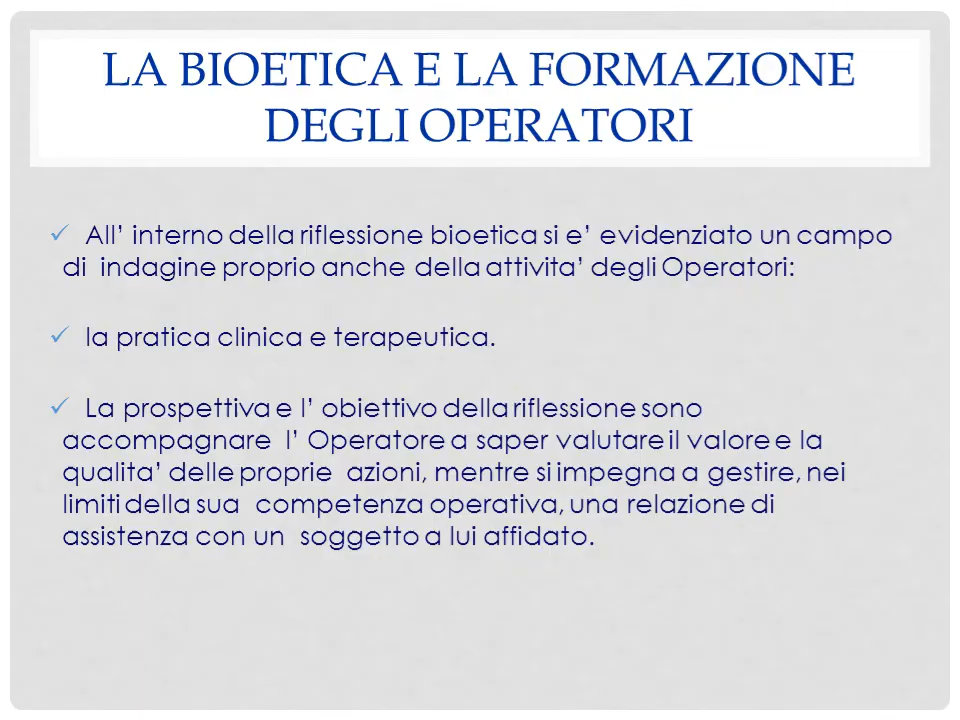 LA BIOETICA E LA FORMAZIONE
DEGLI OPERATORI
✓ All’ interno della riflessione bioetica si e’ evidenziato un campo
di indagine proprio anche della attivita’ degli Operatori:
✓ la pratica clinica e terapeutica.
✓ La prospettiva e l’ obiettivo della riflessione sono
accompagnare l’ Operatore a saper valutare il valore e la
qualita’ delle proprie azioni, mentre si impegna a gestire, nei
limiti della sua competenza operativa, una relazione di
assistenza con un soggetto a lui affidato.